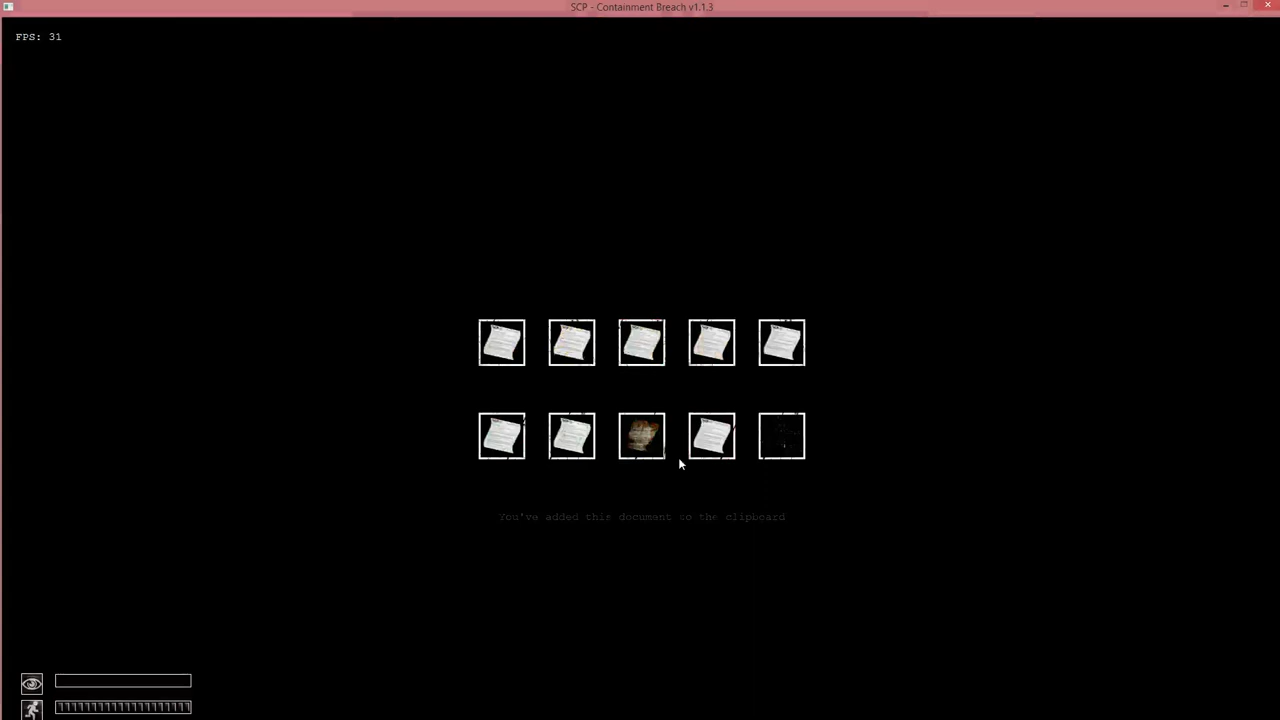 SCP - Containment Breach v1.1.3
FPS: 31
You've added this document to the clipboard